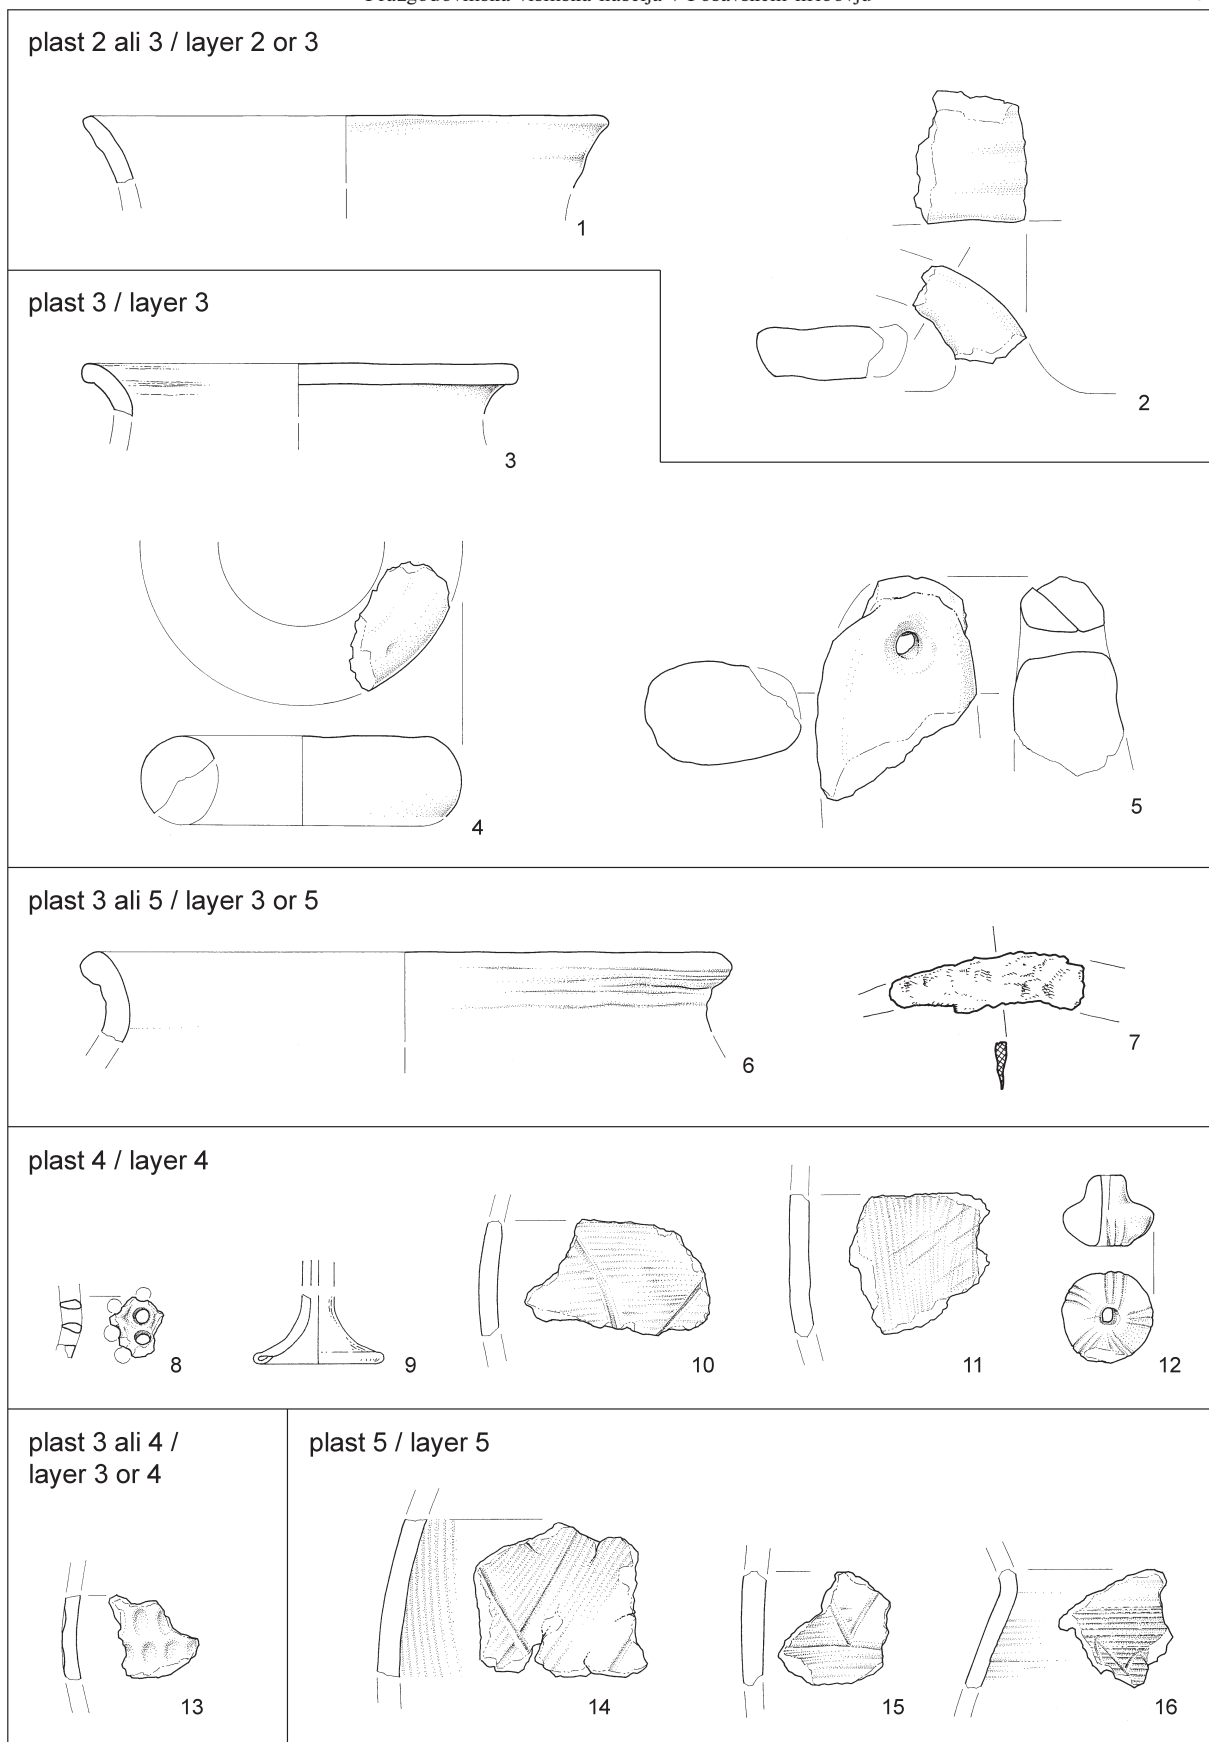 plast 2 ali 3 / layer 2 or 3
1
2
plast 3 / layer 3
3
4
5
plast 3 ali 5 / layer 3 or 5
6
7
plast 4 / layer 4
8
9
10
11
12
plast 3 ali 4 /
layer 3 or 4
13
plast 5 / layer 5
14
15
16